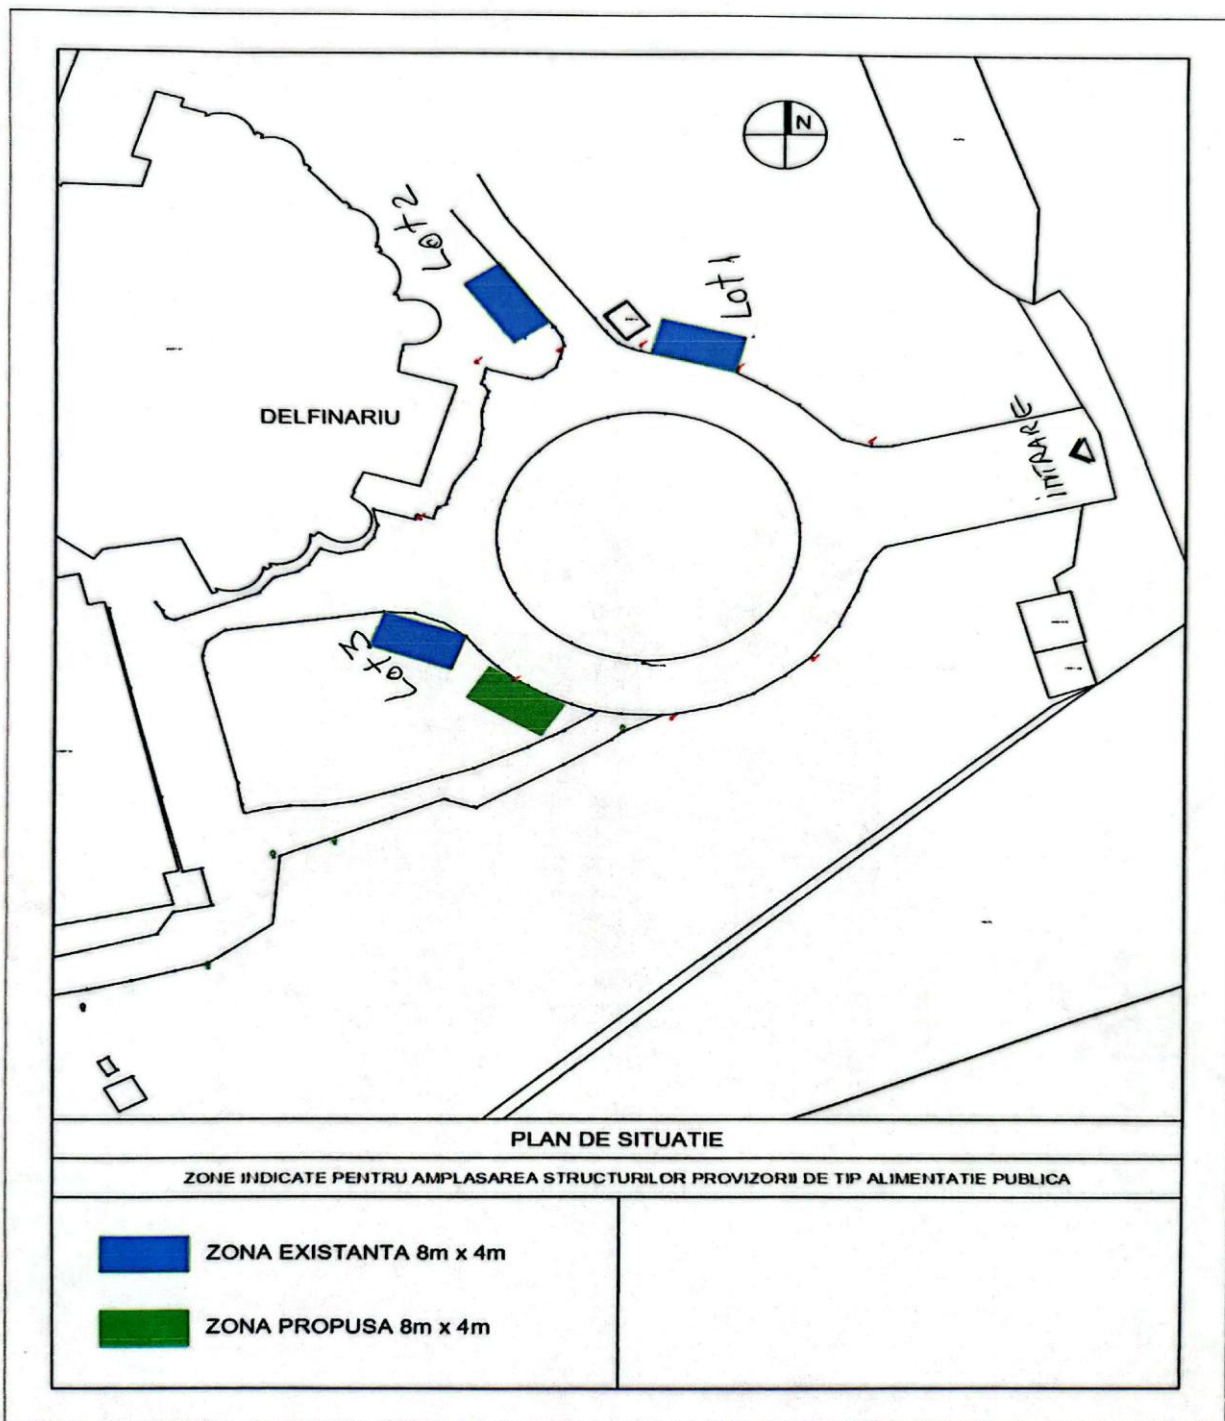 N
Lot 2
Lot 1
DELFINARIU
INTRARE
Lot 3
PLAN DE SITUATIE
ZONE INDICATE PENTRU AMPLASAREA STRUCTURILOR PROVIZORII DE TIP ALIMENTATIE PUBLICA
ZONA EXISTANTA 8m x 4m
ZONA PROPUSA 8m x 4m